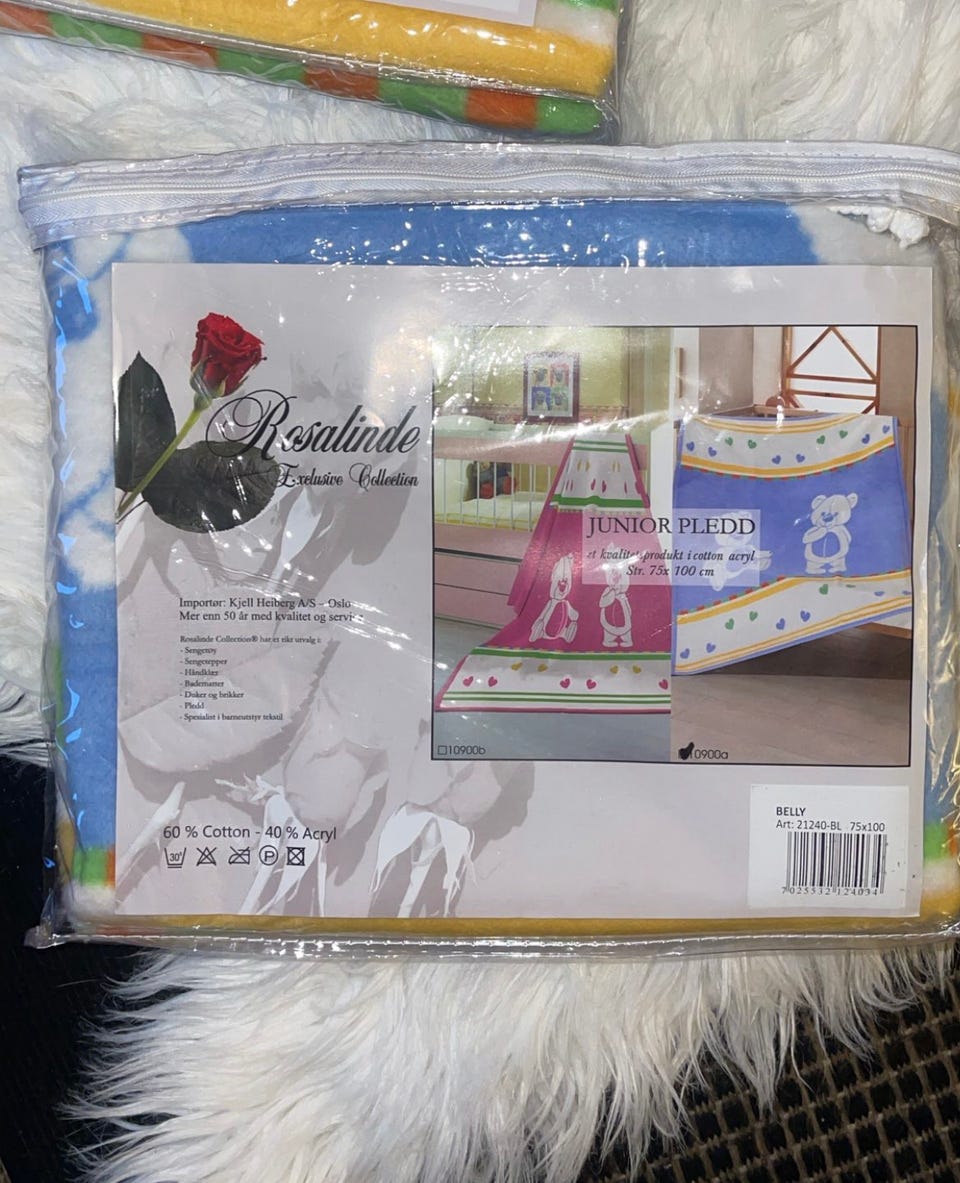 Rosalinde
Exclusive Collection
JUNIOR PLEDD
et kvalitetsprodukt i cotton acryl
Str. 75x 100 cm
Importør: Kjell Heiberg A/S – Oslo
Mer enn 50 år med kvalitet og servi
Rosalinde Collection® har et rikt utvalg i:
- Sengetøy
- Sengetepper
- Håndklær
- Badematter
- Duker og brikker
- Pledd
- Spesialist i barneutstyr tekstil
10900b
10900a
60 % Cotton - 40 % Acryl
30°
P
BELLY
Art: 21240-BL 75x100
7025532124034